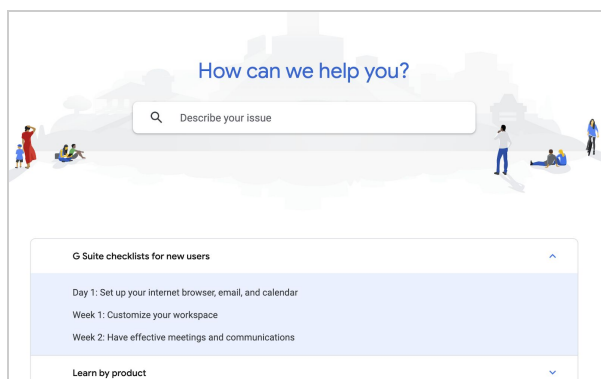 How can we help you?
Describe your issue
G Suite checklists for new users
Day 1: Set up your internet browser, email, and calendar
Week 1: Customize your workspace
Week 2: Have effective meetings and communications
Learn by product